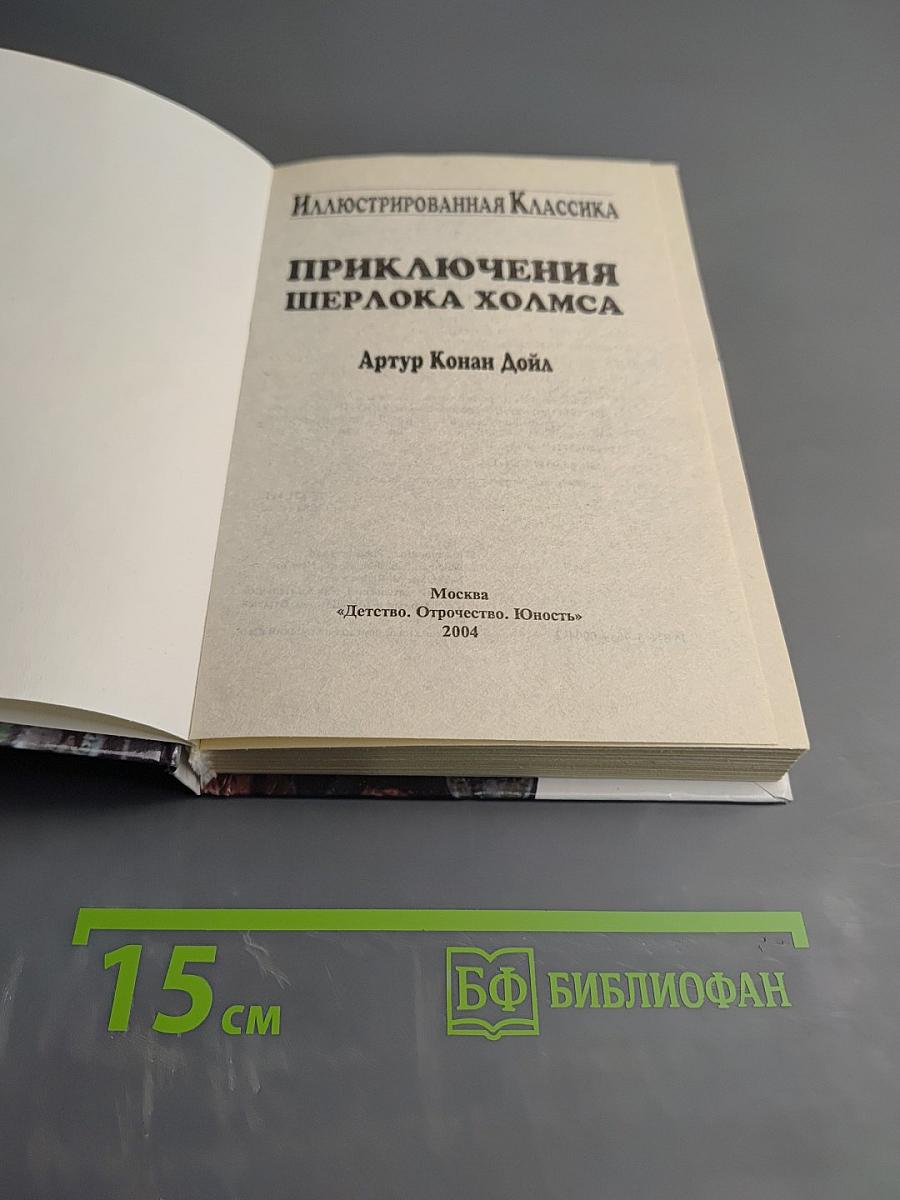 Иллюстрированная Классика
ПРИКЛЮЧЕНИЯ
ШЕРЛОКА ХОЛМСА
Артур Конан Дойл
Москва
«Детство. Отрочество. Юность»
2004
15 см
БФ БИБЛИОФАН